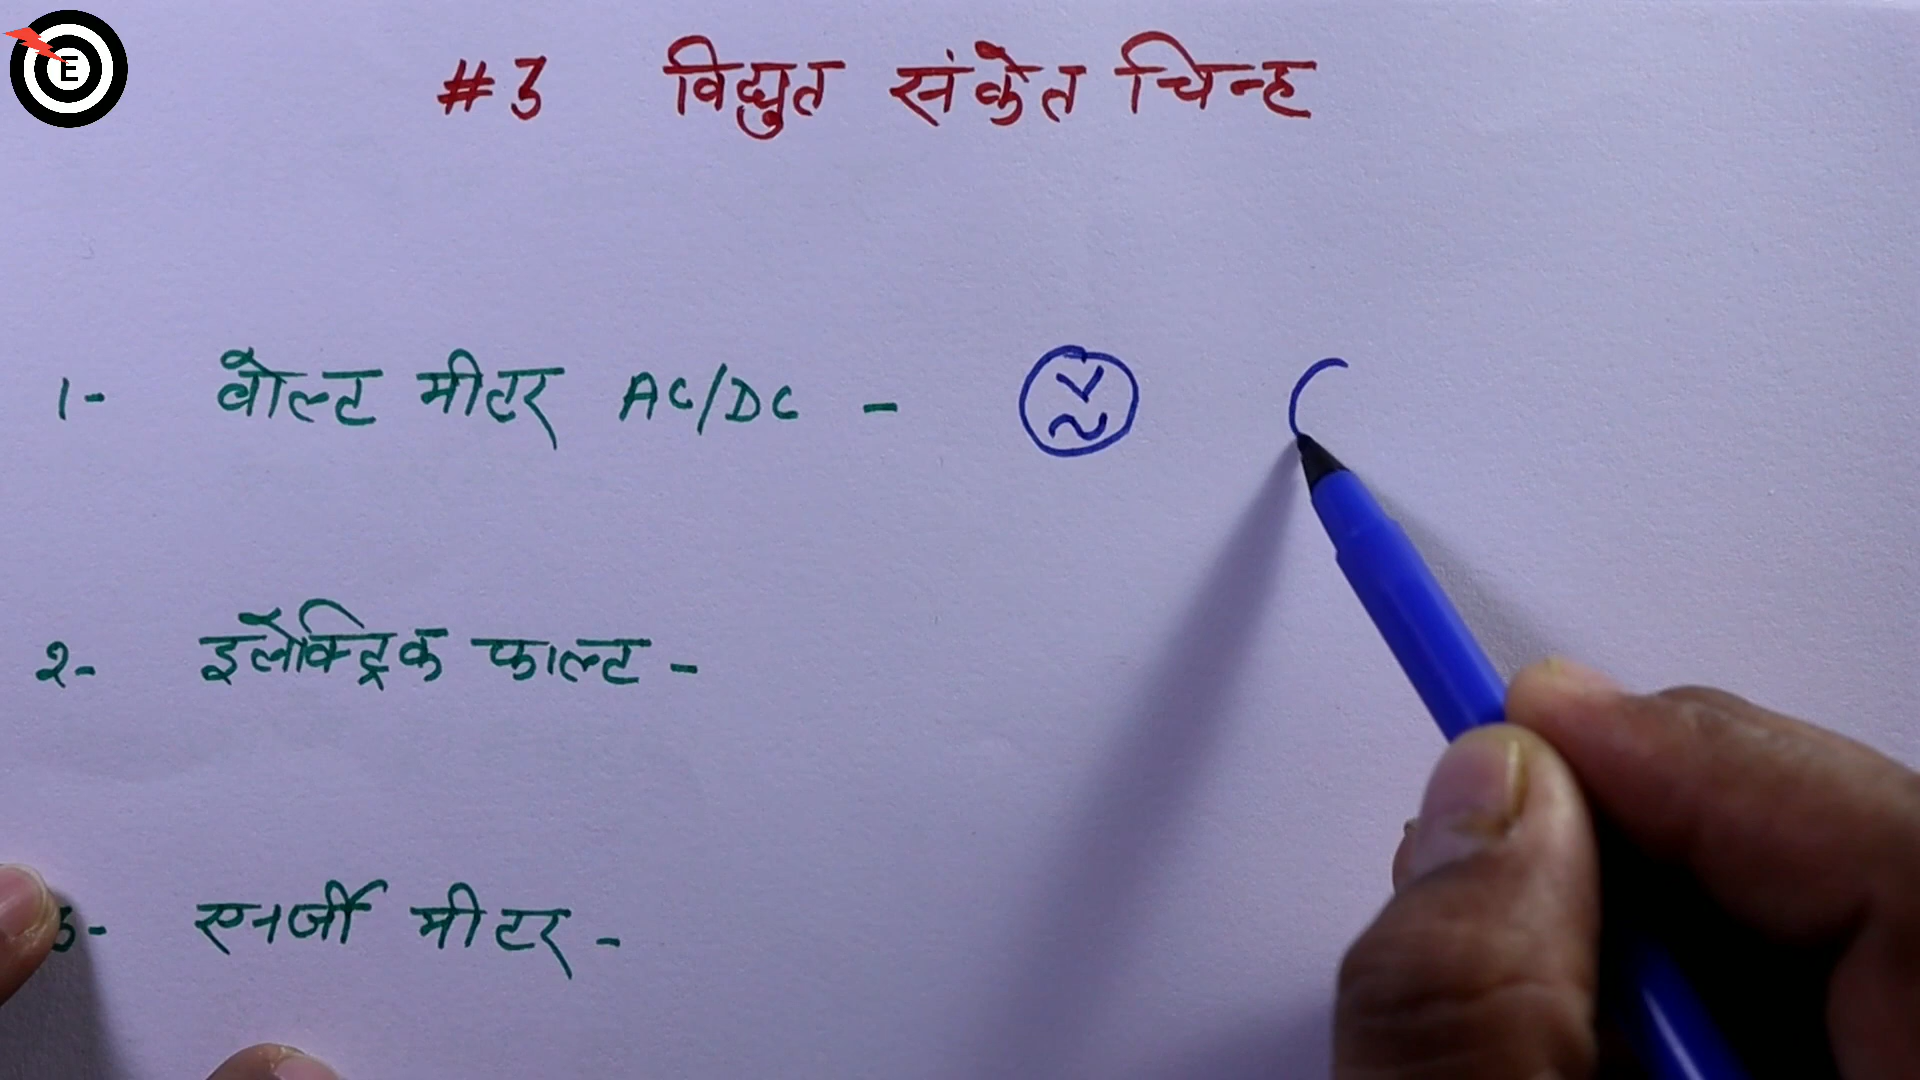 E
#3 विद्युत संकेत चिन्ह
1- वोल्ट मीटर AC/DC - V ~
2- इलेक्ट्रिक फाल्ट -
3- एनर्जी मीटर -